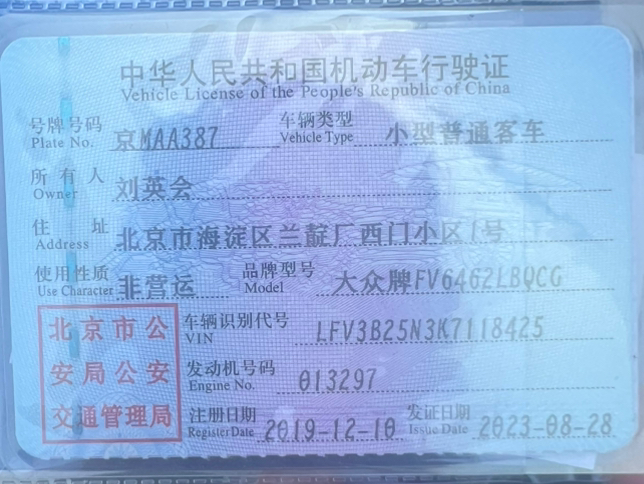 中华人民共和国机动车行驶证
Vehicle License of the People's Republic of China
号牌号码 京MAA387 车辆类型 小型普通客车
Plate No. Vehicle Type
所有人 刘英会
Owner
住址 北京市海淀区兰靛厂西门小区1号
Address
使用性质 非营运 品牌型号 大众牌FV6462LBQCG
Use Character Model
北京市公 车辆识别代号 LFV3B25N3K7118425
VIN
安局公安 发动机号码 013297
Engine No.
交通管理局 注册日期 2019-12-10 发证日期 2023-08-28
Register Date Issue Date